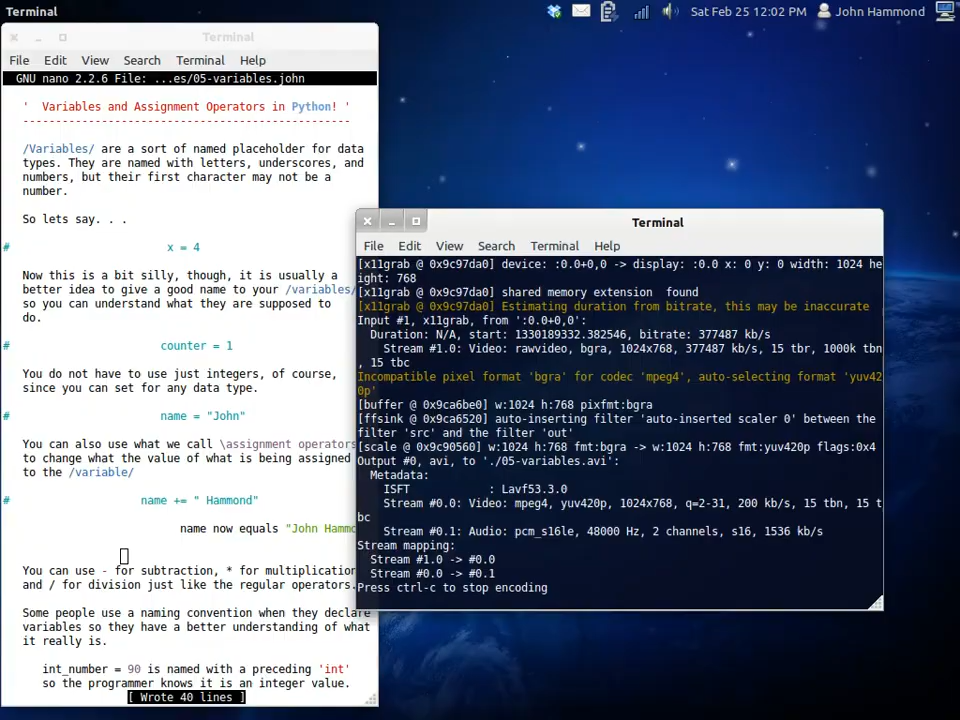 Terminal
Sat Feb 25 12:02 PM
John Hammond
Terminal
File Edit View Search Terminal Help
GNU nano 2.2.6 File: ...es/05-variables.john
' Variables and Assignment Operators in Python! '
--------------------------------------------------
/Variables/ are a sort of named placeholder for data
types. They are named with letters, underscores, and
numbers, but their first character may not be a
number.
So lets say. . .
# x = 4
Now this is a bit silly, though, it is usually a
better idea to give a good name to your /variables/
so you can understand what they are supposed to
do.
# counter = 1
You do not have to use just integers, of course,
since you can set for any data type.
# name = "John"
You can also use what we call \assignment operators
to change what the value of what is being assigned
to the /variable/
# name += " Hammond"
name now equals "John Hammo
You can use - for subtraction, * for multiplication
and / for division just like the regular operators.
Some people use a naming convention when they declare
variables so they have a better understanding of what
it really is.
int_number = 90 is named with a preceding 'int'
so the programmer knows it is an integer value.
[ Wrote 40 lines ]
Terminal
File Edit View Search Terminal Help
[x11grab @ 0x9c97da0] device: :0.0+0,0 -> display: :0.0 x: 0 y: 0 width: 1024 he
ight: 768
[x11grab @ 0x9c97da0] shared memory extension  found
[x11grab @ 0x9c97da0] Estimating duration from bitrate, this may be inaccurate
Input #1, x11grab, from ':0.0+0,0':
Duration: N/A, start: 1330189332.382546, bitrate: 377487 kb/s
Stream #1.0: Video: rawvideo, bgra, 1024x768, 377487 kb/s, 15 tbr, 1000k tbn
, 15 tbc
Incompatible pixel format 'bgra' for codec 'mpeg4', auto-selecting format 'yuv42
0p'
[buffer @ 0x9ca6be0] w:1024 h:768 pixfmt:bgra
[ffsink @ 0x9ca6520] auto-inserting filter 'auto-inserted scaler 0' between the
filter 'src' and the filter 'out'
[scale @ 0x9c90560] w:1024 h:768 fmt:bgra -> w:1024 h:768 fmt:yuv420p flags:0x4
Output #0, avi, to './05-variables.avi':
Metadata:
ISFT : Lavf53.3.0
Stream #0.0: Video: mpeg4, yuv420p, 1024x768, q=2-31, 200 kb/s, 15 tbn, 15 t
bc
Stream #0.1: Audio: pcm_s16le, 48000 Hz, 2 channels, s16, 1536 kb/s
Stream mapping:
Stream #1.0 -> #0.0
Stream #0.0 -> #0.1
Press ctrl-c to stop encoding